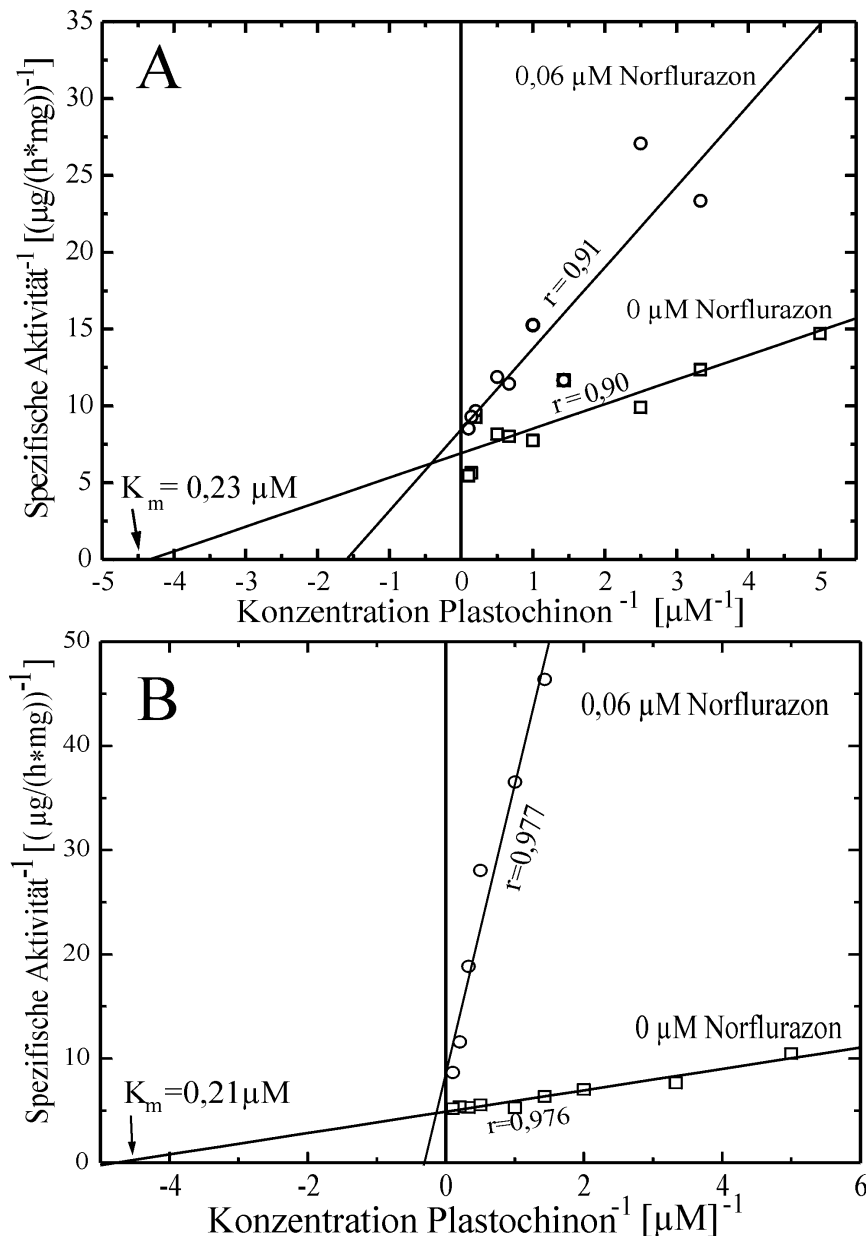 A
35
30
25
20
15
10
5
0
Spezifische Aktivität-1 [(µg/(h*mg))-1]
0,06 µM Norflurazon
r = 0,91
0 µM Norflurazon
r = 0,90
Km= 0,23 µM
-5 -4 -3 -2 -1 0 1 2 3 4 5
Konzentration Plastochinon -1 [µM-1]
B
50
40
30
20
10
0
Spezifische Aktivität-1 [(µg/(h*mg))-1]
0,06 µM Norflurazon
r=0,977
0 µM Norflurazon
r=0,976
Km=0,21µM
-4 -2 0 2 4 6
Konzentration Plastochinon-1 [µM]-1